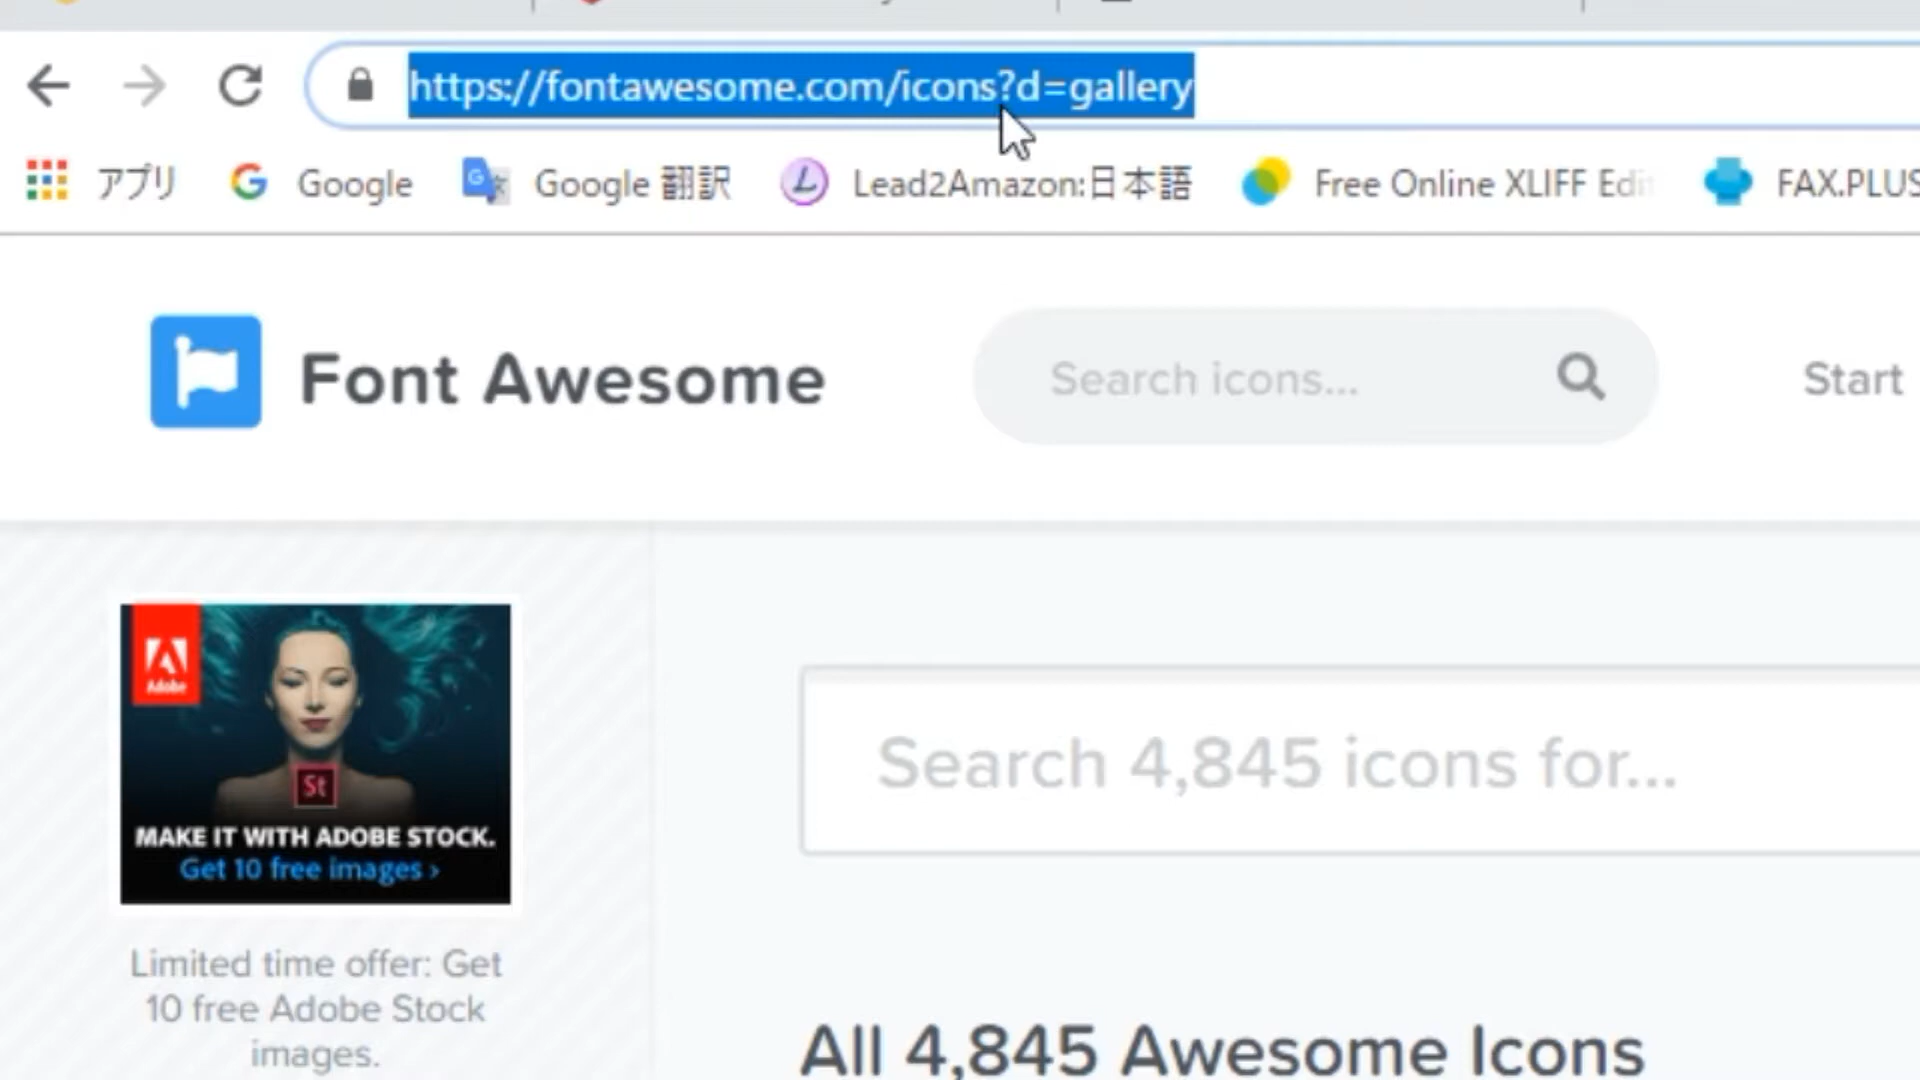 https://fontawesome.com/icons?d=gallery
アプリ Google Google 翻訳 Lead2Amazon:日本語 Free Online XLIFF Edi FAX.PLUS
Font Awesome Search icons... Start
Adobe
St
MAKE IT WITH ADOBE STOCK.
Get 10 free images ›
Limited time offer: Get
10 free Adobe Stock
images.
Search 4,845 icons for...
All 4,845 Awesome Icons